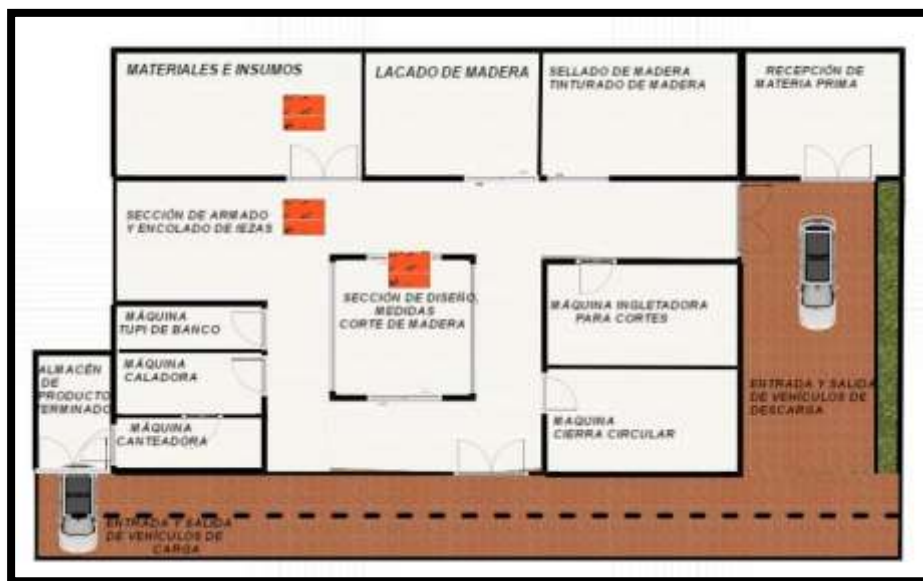 MATERIALES E INSUMOS
LACADO DE MADERA
SELLADO DE MADERA
TINTURADO DE MADERA
RECEPCIÓN DE
MATERIA PRIMA
SECCIÓN DE ARMADO
Y ENCOLADO DE IEZAS
SECCIÓN DE DISEÑO,
MEDIDAS
CORTE DE MADERA
MÁQUINA INGLETADORA
PARA CORTES
MÁQUINA
TUPI DE BANCO
MÁQUINA
CALADORA
ALMACÉN
DE
PRODUCTO
TERMINADO
MÁQUINA
CANTEADORA
MAQUINA
CIERRA CIRCULAR
ENTRADA Y SALIDA
DE VEHÍCULOS DE
DESCARGA
ENTRADA Y SALIDA
DE VEHÍCULOS DE
CARGA